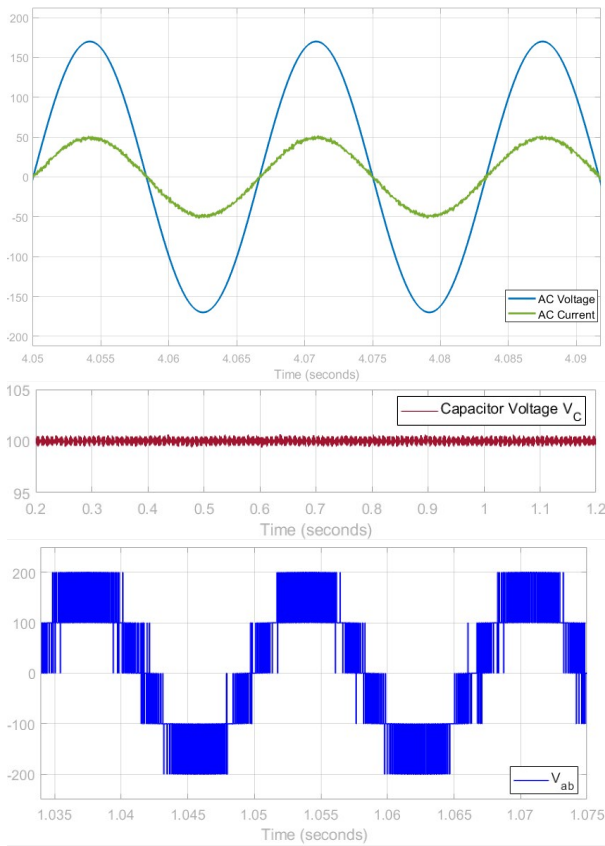 200
150
100
50
0
-50
-100
-150
-200
AC Voltage
AC Current
4.05 4.055 4.06 4.065 4.07 4.075 4.08 4.085 4.09
Time (seconds)
105
100
95
Capacitor Voltage V_C
0.2 0.3 0.4 0.5 0.6 0.7 0.8 0.9 1 1.1 1.2
Time (seconds)
200
100
0
-100
-200
V_ab
1.035 1.04 1.045 1.05 1.055 1.06 1.065 1.07 1.075
Time (seconds)